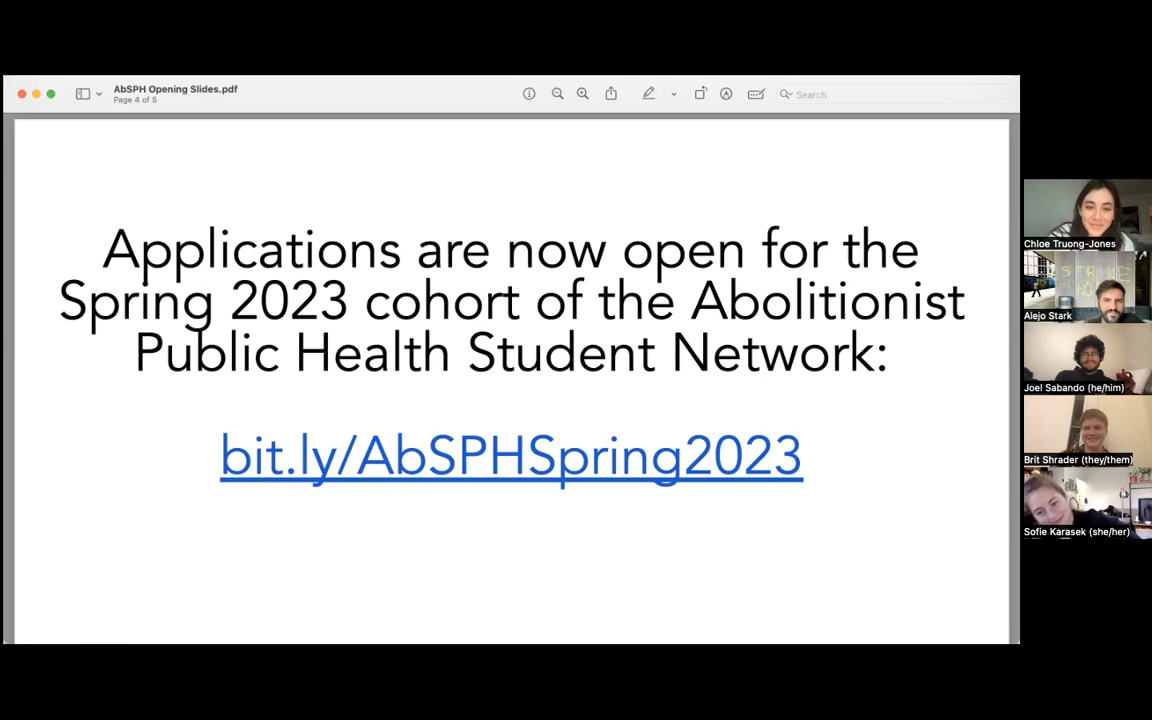 AbSPH Opening Slides.pdf
Page 4 of 5
Search
Applications are now open for the
Spring 2023 cohort of the Abolitionist
Public Health Student Network:
bit.ly/AbSPHSpring2023
Chloe Truong-Jones
STRIKE
NO
Alejo Stark
Joel Sabando (he/him)
Brit Shrader (they/them)
Sofie Karasek (she/her)